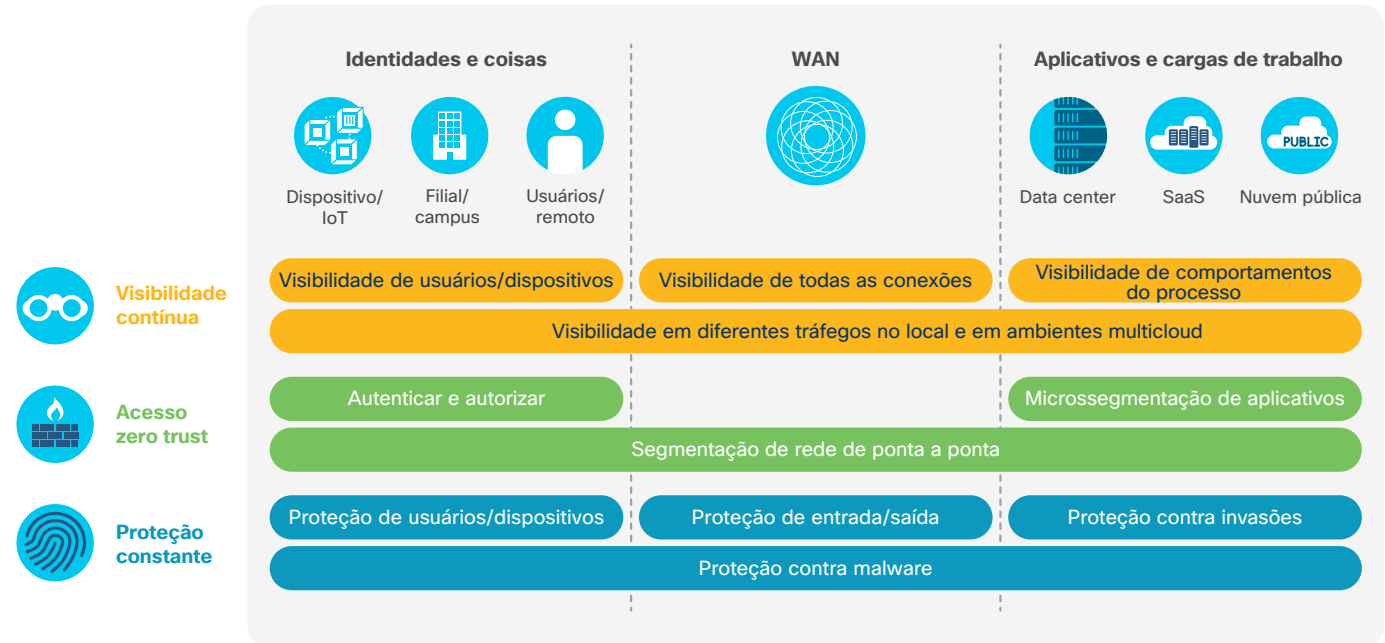 Identidades e coisas
WAN
Aplicativos e cargas de trabalho
PUBLIC
Dispositivo/
IoT
Filial/
campus
Usuários/
remoto
Data center
SaaS
Nuvem pública
Visibilidade
contínua
Visibilidade de usuários/dispositivos
Visibilidade de todas as conexões
Visibilidade de comportamentos
do processo
Visibilidade em diferentes tráfegos no local e em ambientes multicloud
Acesso
zero trust
Autenticar e autorizar
Microssegmentação de aplicativos
Segmentação de rede de ponta a ponta
Proteção
constante
Proteção de usuários/dispositivos
Proteção de entrada/saída
Proteção contra invasões
Proteção contra malware